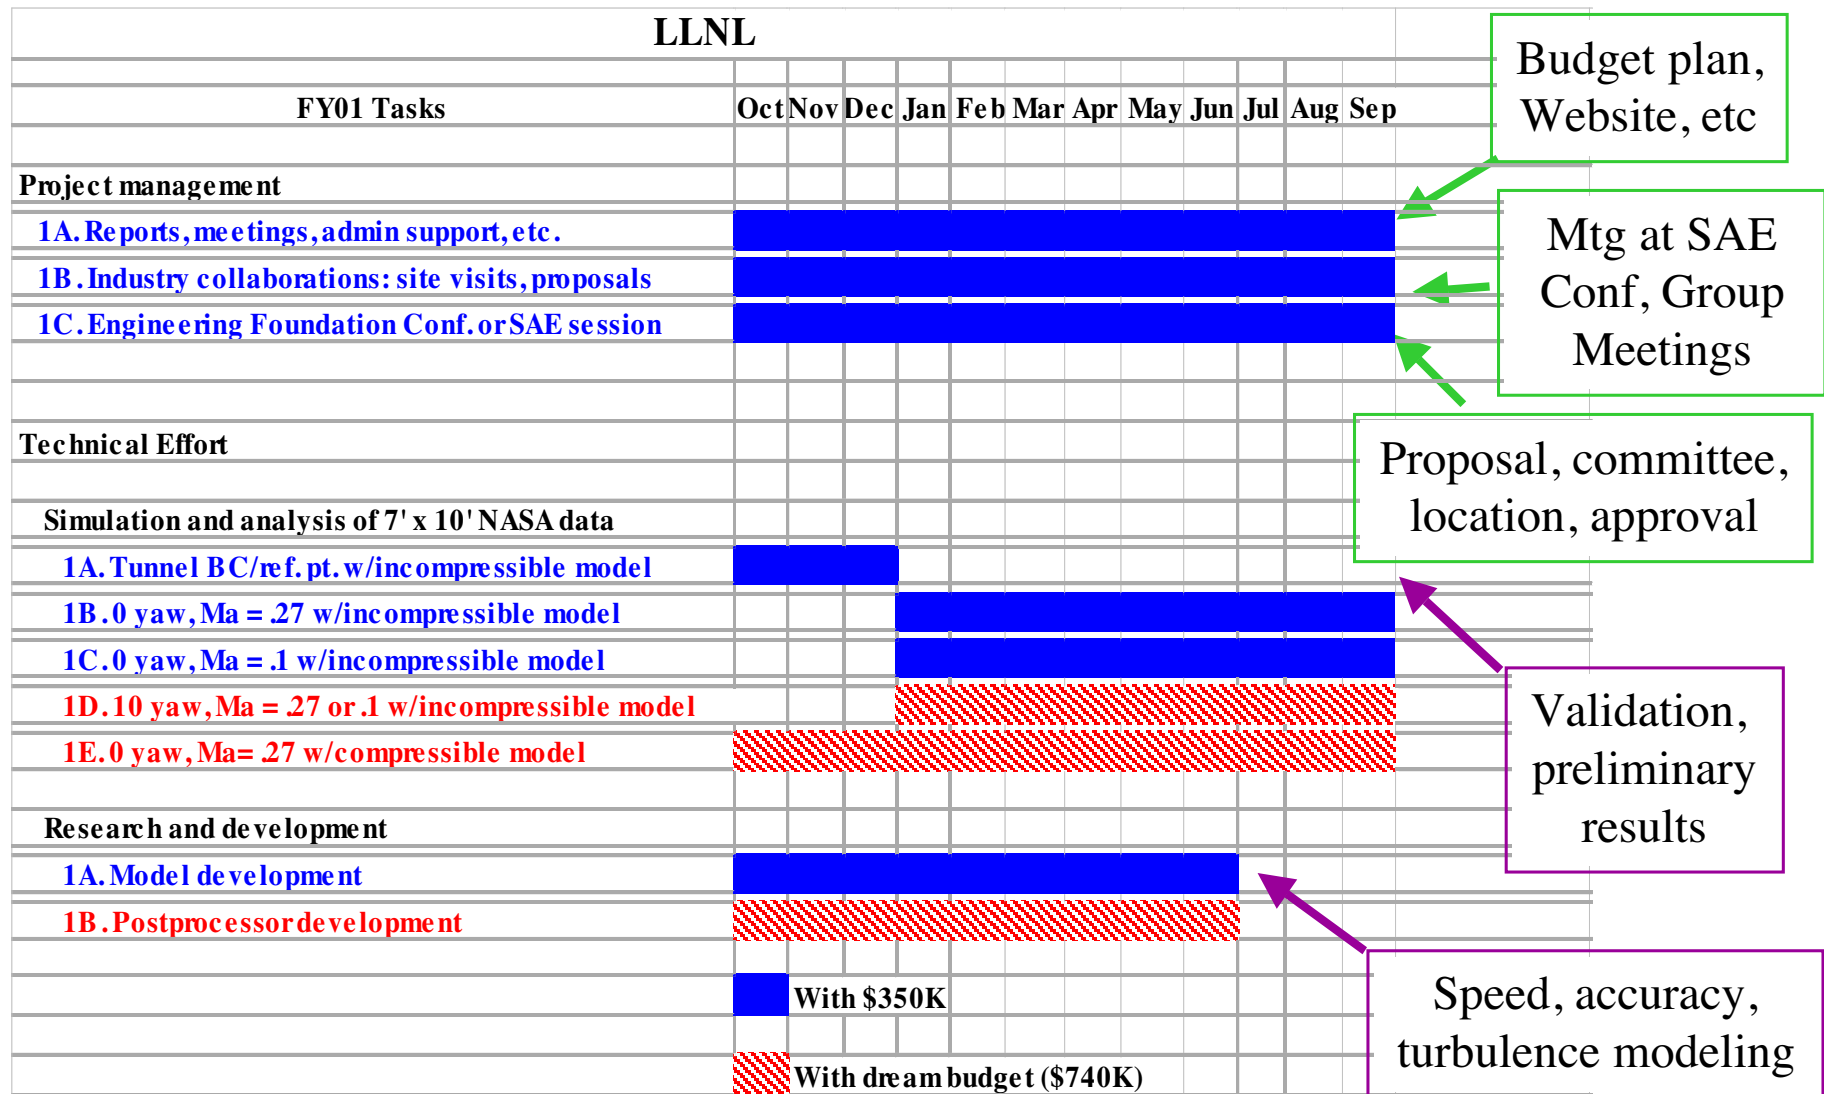 LLNL
FY01 Tasks
Oct Nov Dec Jan Feb Mar Apr May Jun Jul Aug Sep
Project management
1A. Reports, meetings, admin support, etc.
1B. Industry collaborations: site visits, proposals
1C. Engineering Foundation Conf. or SAE session
Technical Effort
Simulation and analysis of 7' x 10' NASA data
1A. Tunnel BC/ref. pt. w/incompressible model
1B. 0 yaw, Ma = .27 w/incompressible model
1C. 0 yaw, Ma = .1 w/incompressible model
1D. 10 yaw, Ma = .27 or .1 w/incompressible model
1E. 0 yaw, Ma= .27 w/compressible model
Research and development
1A. Model development
1B. Postprocessor development
With $350K
With dream budget ($740K)
Budget plan,
Website, etc
Mtg at SAE
Conf, Group
Meetings
Proposal, committee,
location, approval
Validation,
preliminary
results
Speed, accuracy,
turbulence modeling